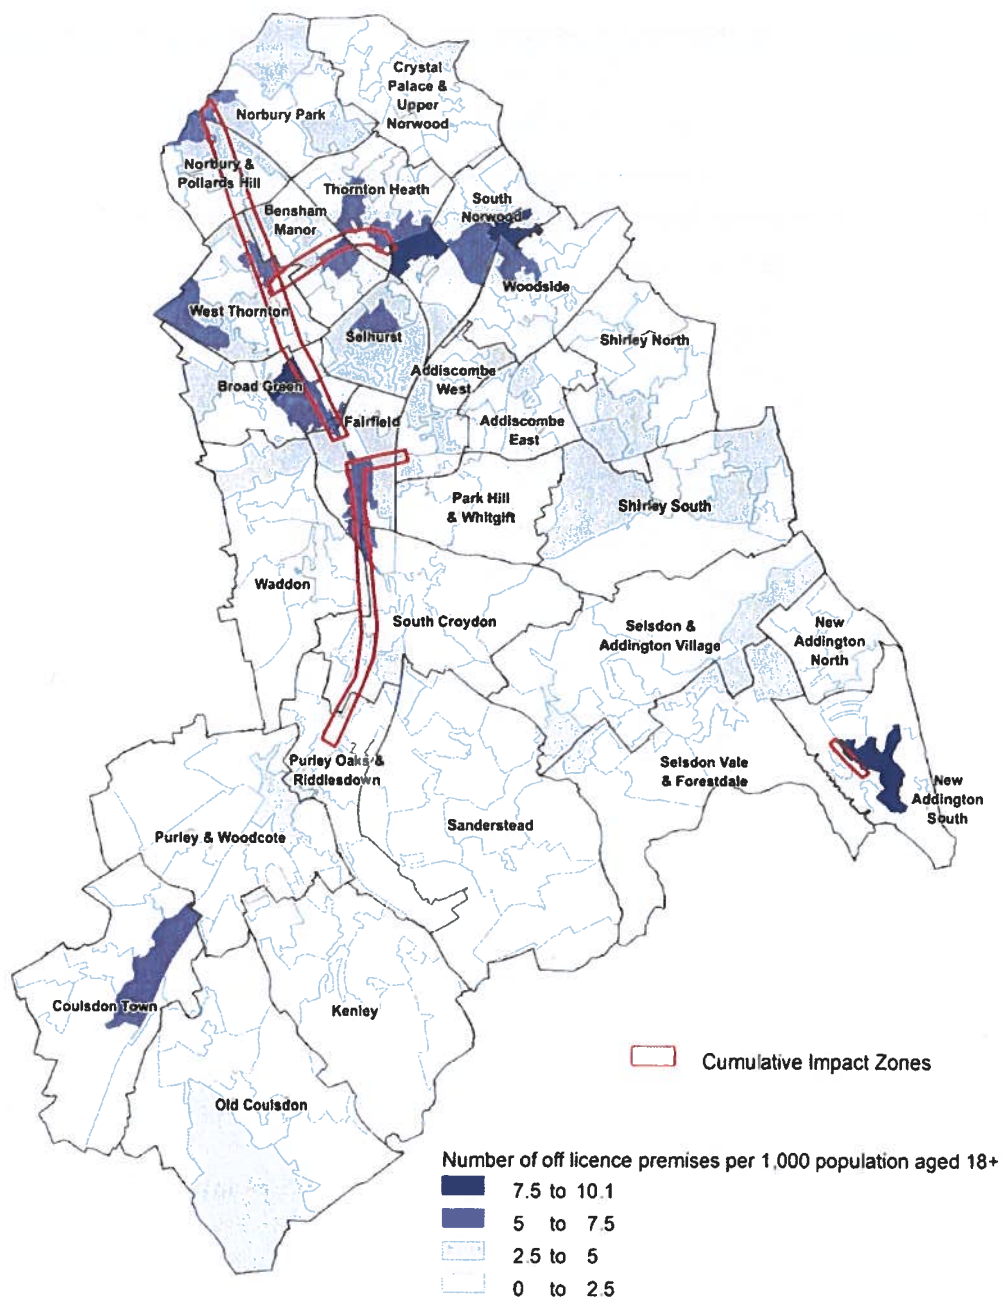 Crystal
Palace &
Upper
Norwood
Norbury Park
Norbury &
Pollards Hill
Thornton Heath
Bensham
Manor
South
Norwood
Woodside
West Thornton
Selhurst
Shirley North
Addiscombe
West
Broad Green
Fairfield
Addiscombe
East
Park Hill
& Whitgift
Shirley South
Waddon
South Croydon
Selsdon &
Addington Village
New
Addington
North
Purley Oaks &
Riddlesdown
Selsdon Vale
& Forestdale
New
Addington
South
Sanderstead
Purley & Woodcote
Coulsdon Town
Kenley
Old Coulsdon
Cumulative Impact Zones
Number of off licence premises per 1,000 population aged 18+
7.5 to 10.1
5 to 7.5
2.5 to 5
0 to 2.5